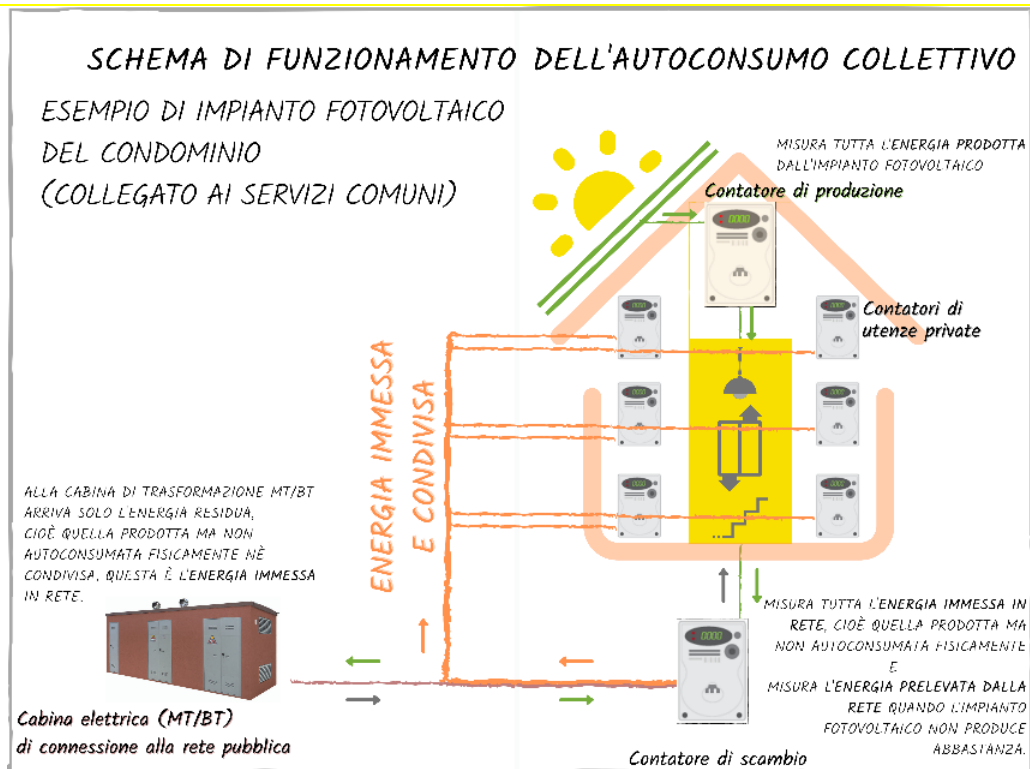 SCHEMA DI FUNZIONAMENTO DELL'AUTOCONSUMO COLLETTIVO
ESEMPIO DI IMPIANTO FOTOVOLTAICO
DEL CONDOMINIO
(COLLEGATO AI SERVIZI COMUNI)
MISURA TUTTA L'ENERGIA PRODOTTA
DALL'IMPIANTO FOTOVOLTAICO
Contatore di produzione
Contatori di
utenze private
ENERGIA IMMESSA
E CONDIVISA
ALLA CABINA DI TRASFORMAZIONE MT/BT
ARRIVA SOLO L'ENERGIA RESIDUA,
CIOÈ QUELLA PRODOTTA MA NON
AUTOCONSUMATA FISICAMENTE NÈ
CONDIVISA, QUESTA È L'ENERGIA IMMESSA
IN RETE.
Cabina elettrica (MT/BT)
di connessione alla rete pubblica
MISURA TUTTA L'ENERGIA IMMESSA IN
RETE, CIOÈ QUELLA PRODOTTA MA
NON AUTOCONSUMATA FISICAMENTE
E
MISURA L'ENERGIA PRELEVATA DALLA
RETE QUANDO L'IMPIANTO
FOTOVOLTAICO NON PRODUCE
ABBASTANZA.
Contatore di scambio